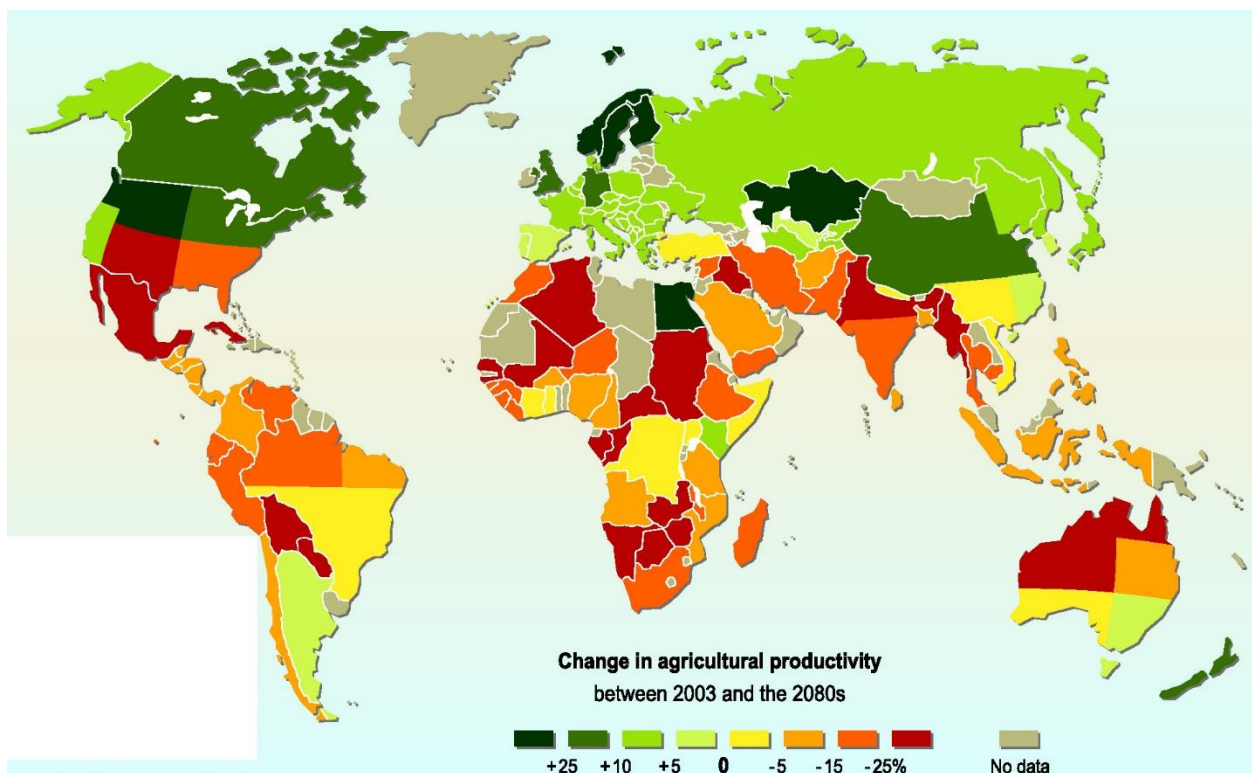 Change in agricultural productivity
between 2003 and the 2080s
+25 +10 +5 0 -5 -15 -25% No data